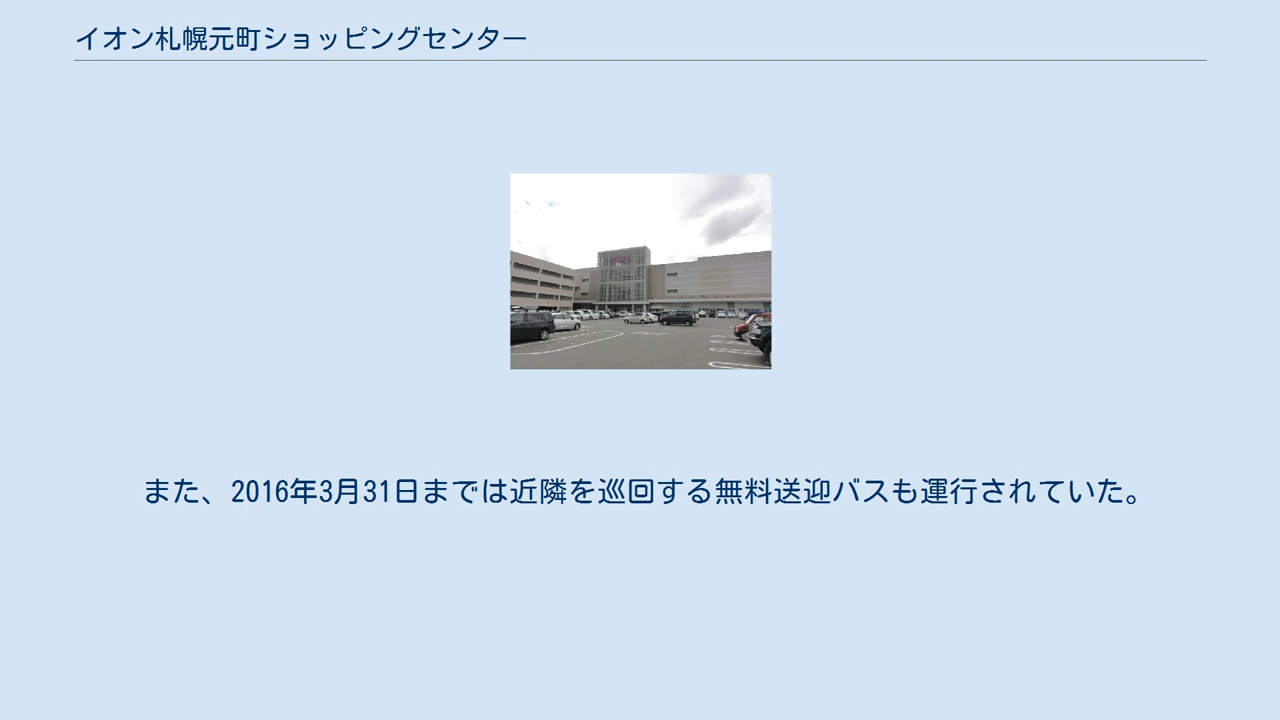 イオン札幌元町ショッピングセンター
また、2016年3月31日までは近隣を巡回する無料送迎バスも運行されていた。